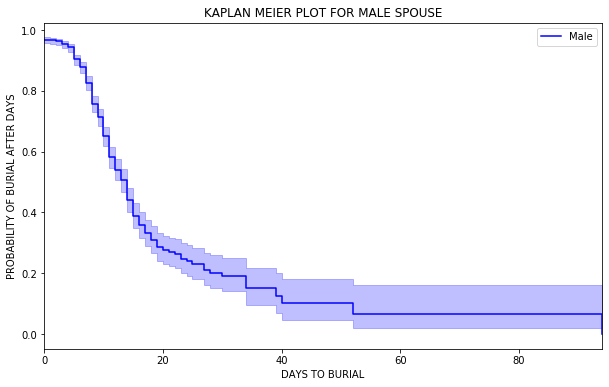 KAPLAN MEIER PLOT FOR MALE SPOUSE
Male
PROBABILITY OF BURIAL AFTER DAYS
1.0
0.8
0.6
0.4
0.2
0.0
0 20 40 60 80
DAYS TO BURIAL